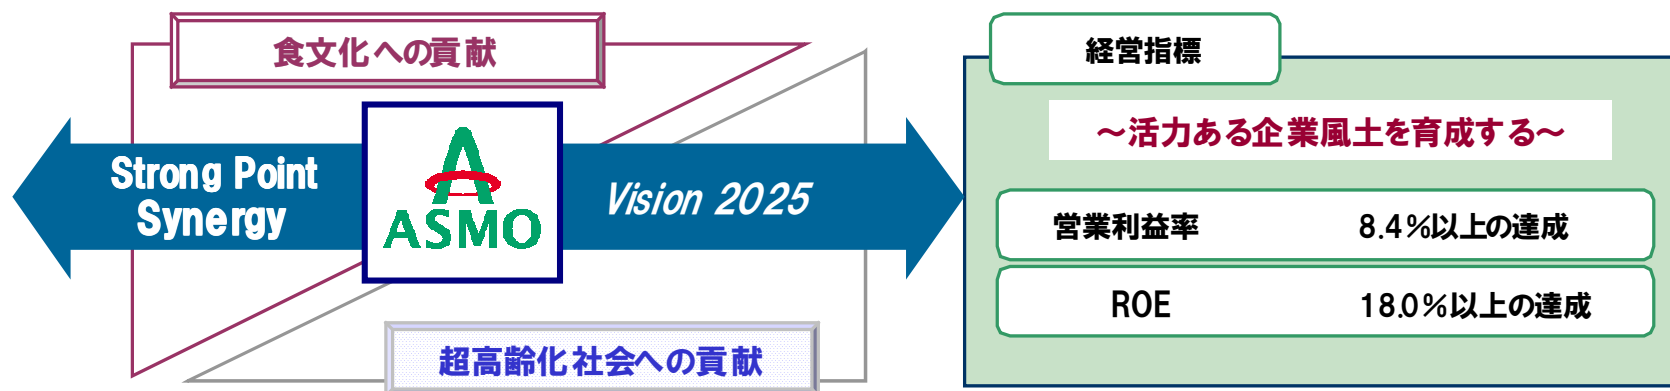 食文化への貢献
Strong Point
Synergy
ASMO
Vision 2025
超高齢化社会への貢献
経営指標
～活力ある企業風土を育成する～
営業利益率 8.4%以上の達成
ROE 18.0%以上の達成